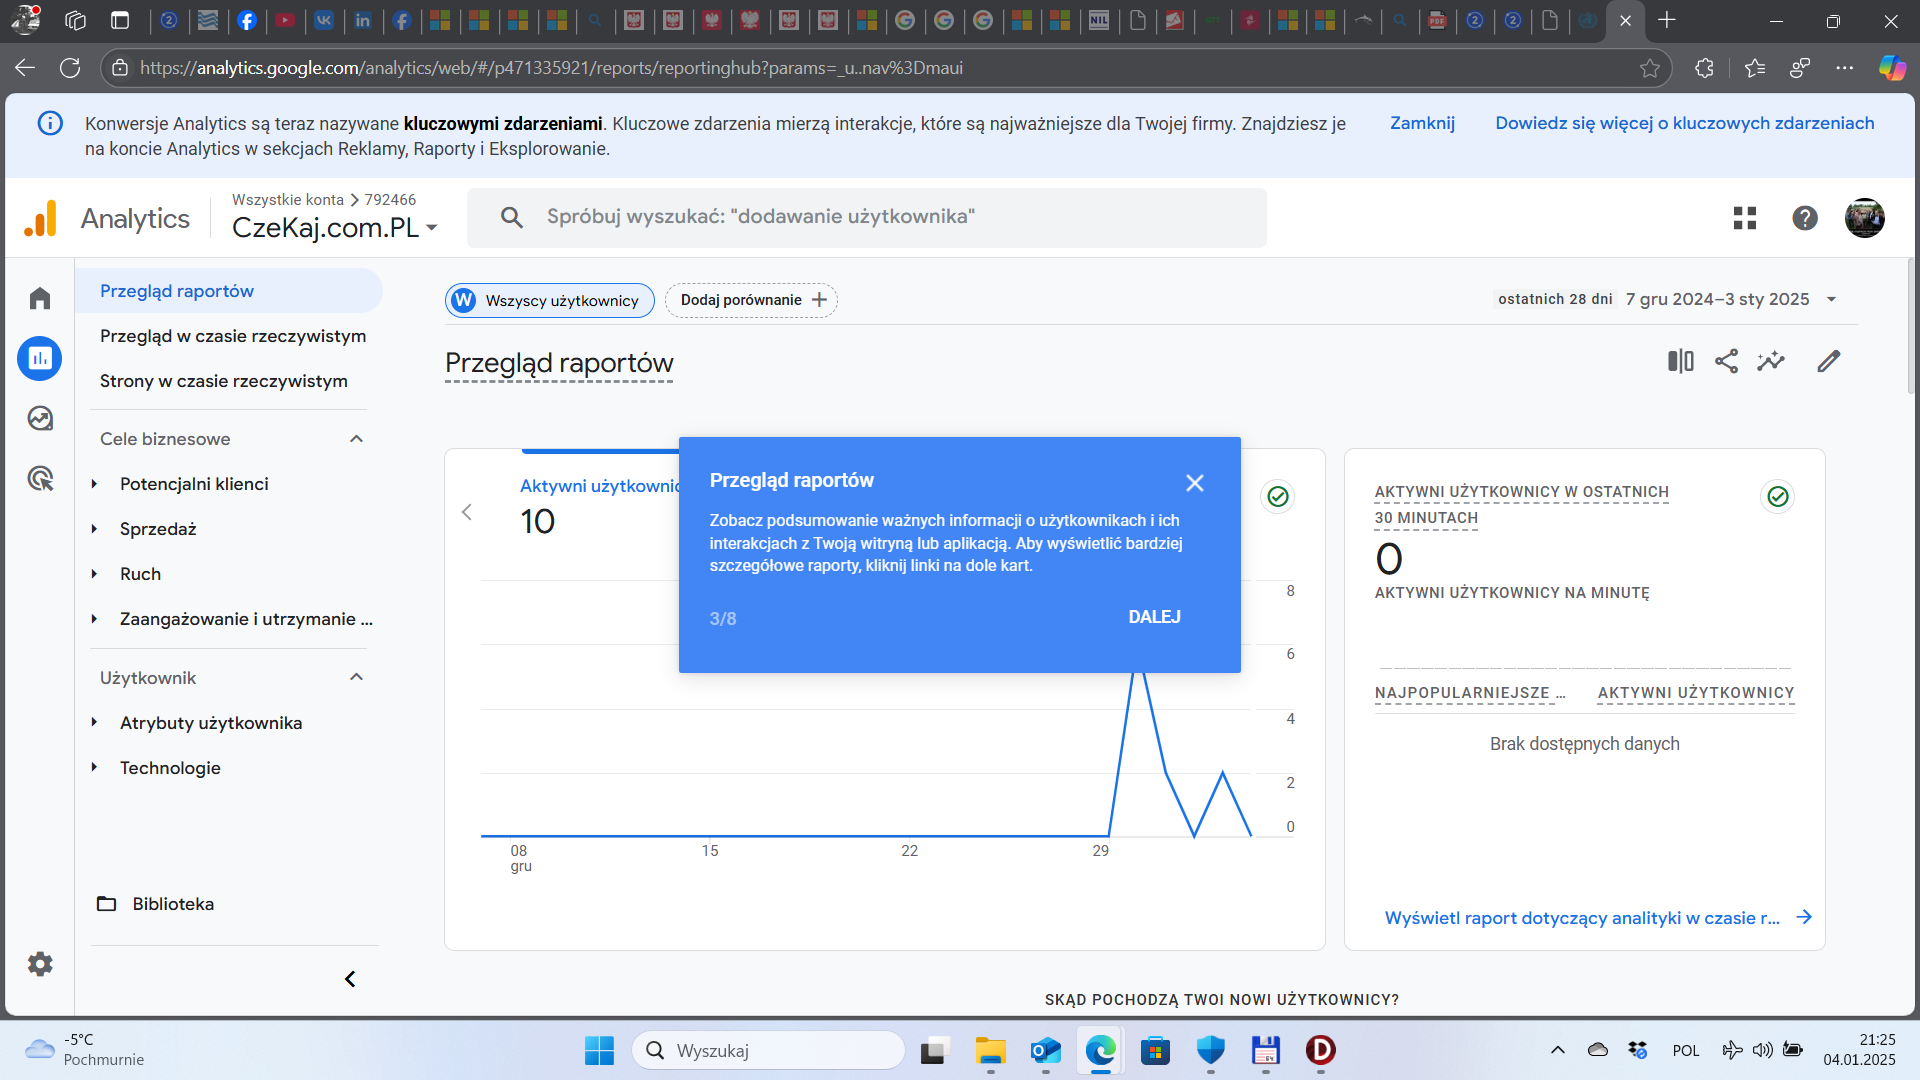 https://analytics.google.com/analytics/web/#/p471335921/reports/reportinghub?params=_u..nav%3Dmaui
Konwersje Analytics są teraz nazywane kluczowymi zdarzeniami. Kluczowe zdarzenia mierzą interakcje, które są najważniejsze dla Twojej firmy. Znajdziesz je
na koncie Analytics w sekcjach Reklamy, Raporty i Eksplorowanie.
Zamknij
Dowiedz się więcej o kluczowych zdarzeniach
Analytics
Wszystkie konta > 792466
CzeKaj.com.PL
Spróbuj wyszukać: "dodawanie użytkownika"
Przegląd raportów
Przegląd w czasie rzeczywistym
Strony w czasie rzeczywistym
Cele biznesowe
Potencjalni klienci
Sprzedaż
Ruch
Zaangażowanie i utrzymanie ...
Użytkownik
Atrybuty użytkownika
Technologie
Biblioteka
W Wszyscy użytkownicy
Dodaj porównanie +
ostatnich 28 dni 7 gru 2024–3 sty 2025
Przegląd raportów
Aktywni użytkownic
10
Przegląd raportów
Zobacz podsumowanie ważnych informacji o użytkownikach i ich
interakcjach z Twoją witryną lub aplikacją. Aby wyświetlić bardziej
szczegółowe raporty, kliknij linki na dole kart.
3/8
DALEJ
8
6
4
2
0
08
gru
15
22
29
AKTYWNI UŻYTKOWNICY W OSTATNICH
30 MINUTACH
0
AKTYWNI UŻYTKOWNICY NA MINUTĘ
NAJPOPULARNIEJSZE ...
AKTYWNI UŻYTKOWNICY
Brak dostępnych danych
Wyświetl raport dotyczący analityki w czasie r...
SKĄD POCHODZĄ TWOI NOWI UŻYTKOWNICY?
-5°C
Pochmurnie
Wyszukaj
POL
21:25
04.01.2025